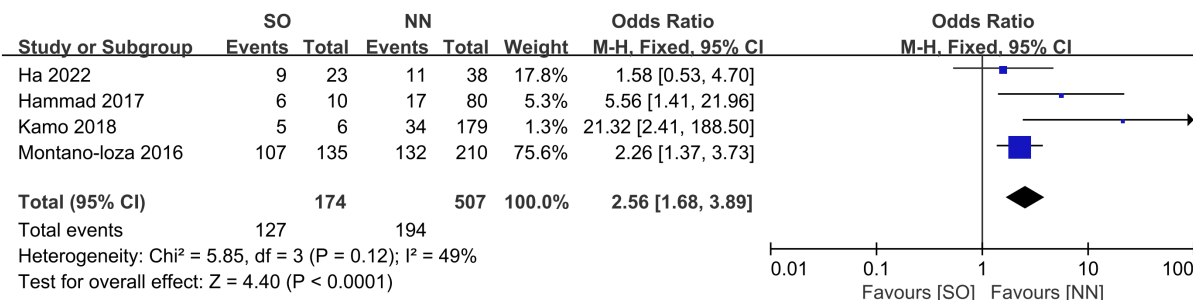 SO NN Odds Ratio Odds Ratio
Study or Subgroup Events Total Events Total Weight M-H, Fixed, 95% CI M-H, Fixed, 95% CI
Ha 2022 9 23 11 38 17.8% 1.58 [0.53, 4.70]
Hammad 2017 6 10 17 80 5.3% 5.56 [1.41, 21.96]
Kamo 2018 5 6 34 179 1.3% 21.32 [2.41, 188.50]
Montano-loza 2016 107 135 132 210 75.6% 2.26 [1.37, 3.73]
Total (95% CI) 174 507 100.0% 2.56 [1.68, 3.89]
Total events 127 194
Heterogeneity: Chi² = 5.85, df = 3 (P = 0.12); I² = 49%
Test for overall effect: Z = 4.40 (P < 0.0001)
0.01 0.1 1 10 100
Favours [SO] Favours [NN]